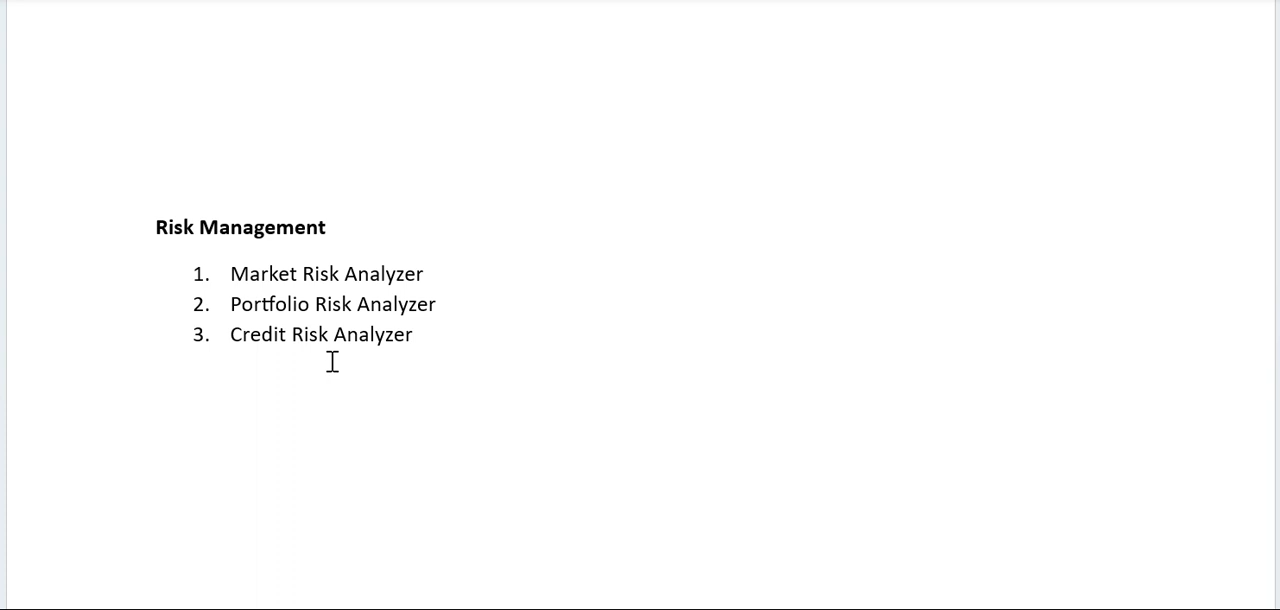 Risk Management
1. Market Risk Analyzer
2. Portfolio Risk Analyzer
3. Credit Risk Analyzer